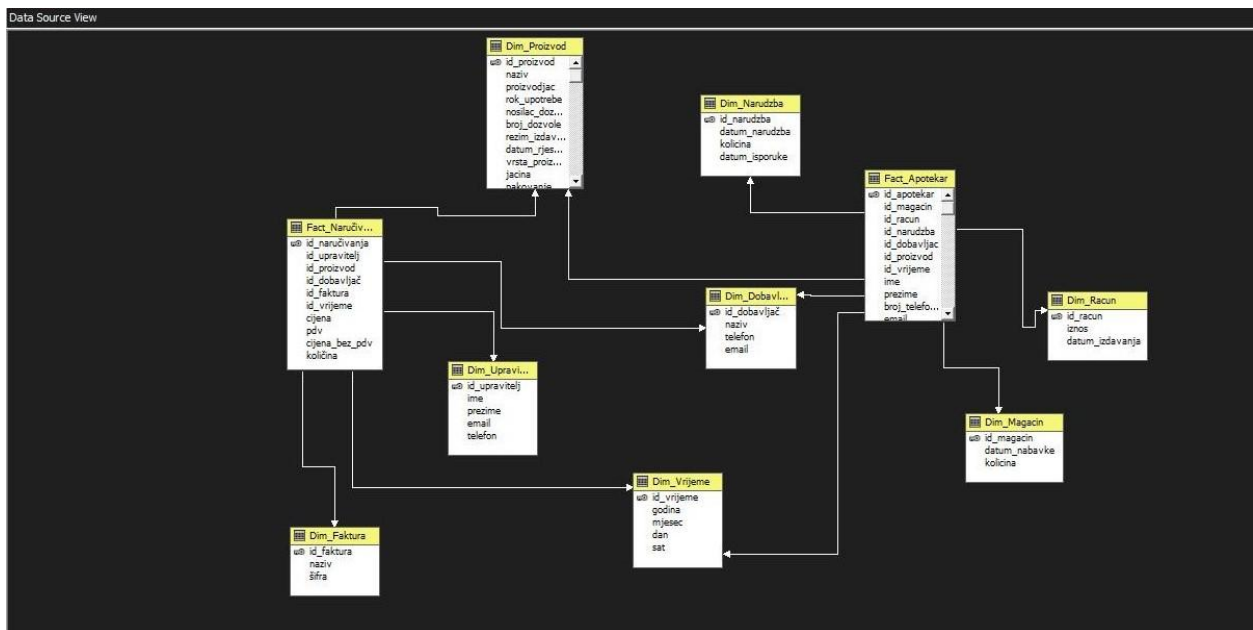 Data Source View
Dim_Proizvod
id_proizvod
naziv
proizvodjac
rok_upotrebe
nosilac_doz...
broj_dozvole
rezim_izdav...
datum_rjes...
vrsta_proiz...
jacina
pakovanje
Dim_Narudzba
id_narudzba
datum_narudzba
kolicina
datum_isporuke
Fact_Apotekar
id_apotekar
id_magacin
id_racun
id_narudzba
id_dobavljac
id_proizvod
id_vrijeme
ime
prezime
broj_telefo...
email
Fact_Naručiv...
id_naručivanja
id_upravitelj
id_proizvod
id_dobavljač
id_faktura
id_vrijeme
cijena
pdv
cijena_bez_pdv
količina
Dim_Dobavl...
id_dobavljač
naziv
telefon
email
Dim_Racun
id_racun
iznos
datum_izdavanja
Dim_Upravi...
id_upravitelj
ime
prezime
email
telefon
Dim_Magacin
id_magacin
datum_nabavke
kolicina
Dim_Vrijeme
id_vrijeme
godina
mjesec
dan
sat
Dim_Faktura
id_faktura
naziv
šifra